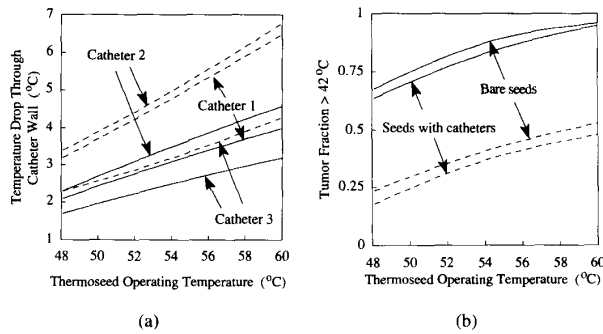 Temperature Drop Through
Catheter Wall (°C)
7
6
5
4
3
2
1
Catheter 2
Catheter 1
Catheter 3
48 50 52 54 56 58 60
Thermoseed Operating Temperature (°C)
(a)
Tumor Fraction > 42 °C
1
0.75
0.5
0.25
0
Bare seeds
Seeds with catheters
48 50 52 54 56 58 60
Thermoseed Operating Temperature (°C)
(b)